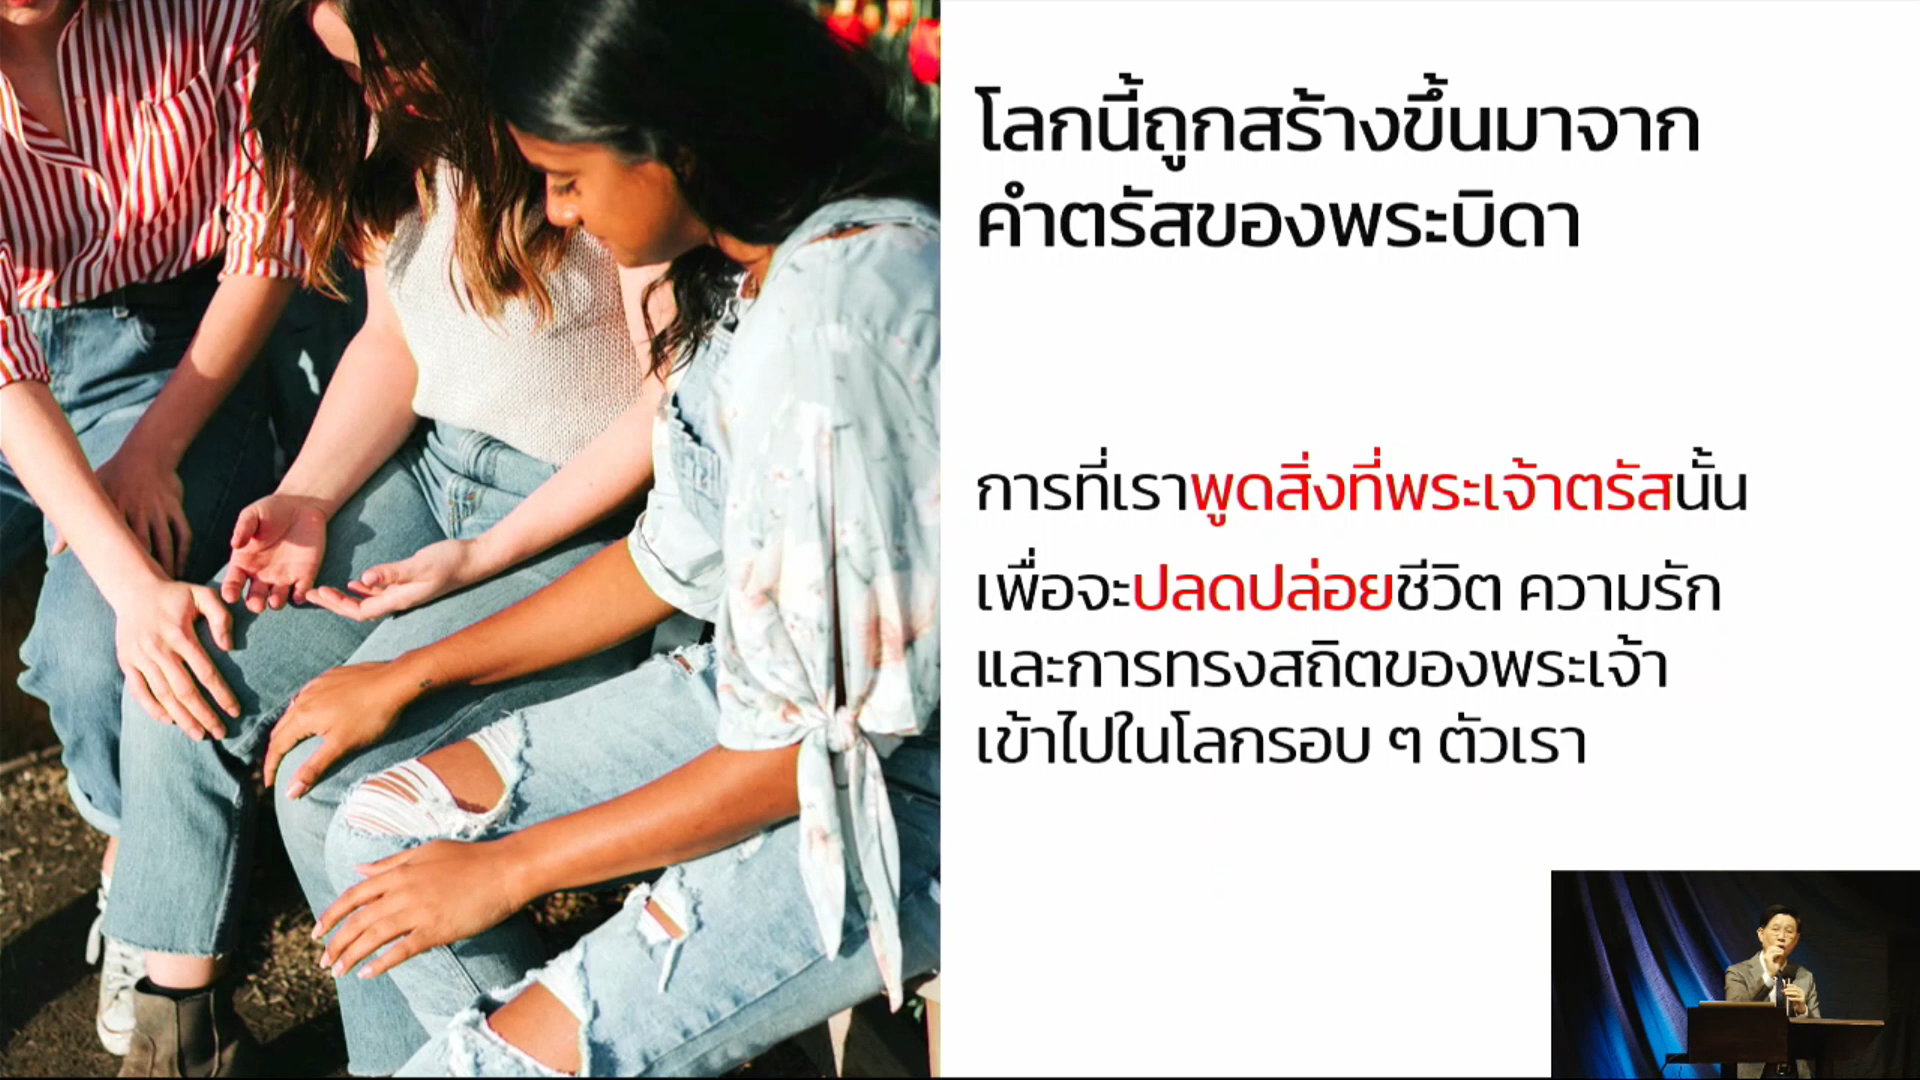 โลกนี้ถูกสร้างขึ้นมาจาก
คำตรัสของพระบิดา
การที่เราพูดสิ่งที่พระเจ้าตรัสนั้น
เพื่อจะปลดปล่อยชีวิต ความรัก
และการทรงสถิตของพระเจ้า
เข้าไปในโลกรอบ ๆ ตัวเรา